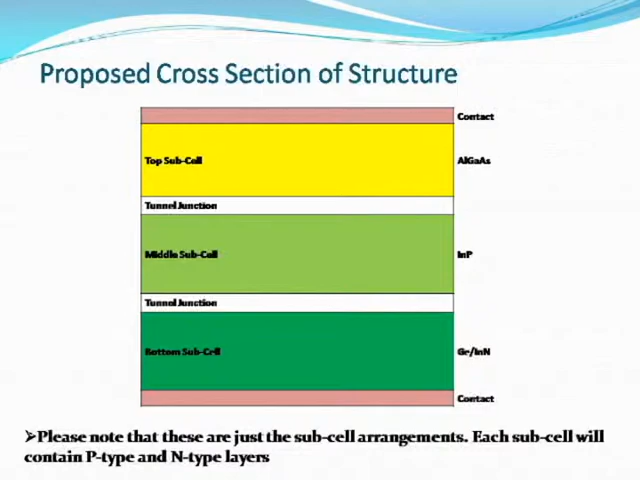 Proposed Cross Section of Structure
Contact
Top Sub-Cell AlGaAs
Tunnel Junction
Middle Sub-Cell InP
Tunnel Junction
Bottom Sub-Cell Ge/InN
Contact
➢Please note that these are just the sub-cell arrangements. Each sub-cell will
contain P-type and N-type layers